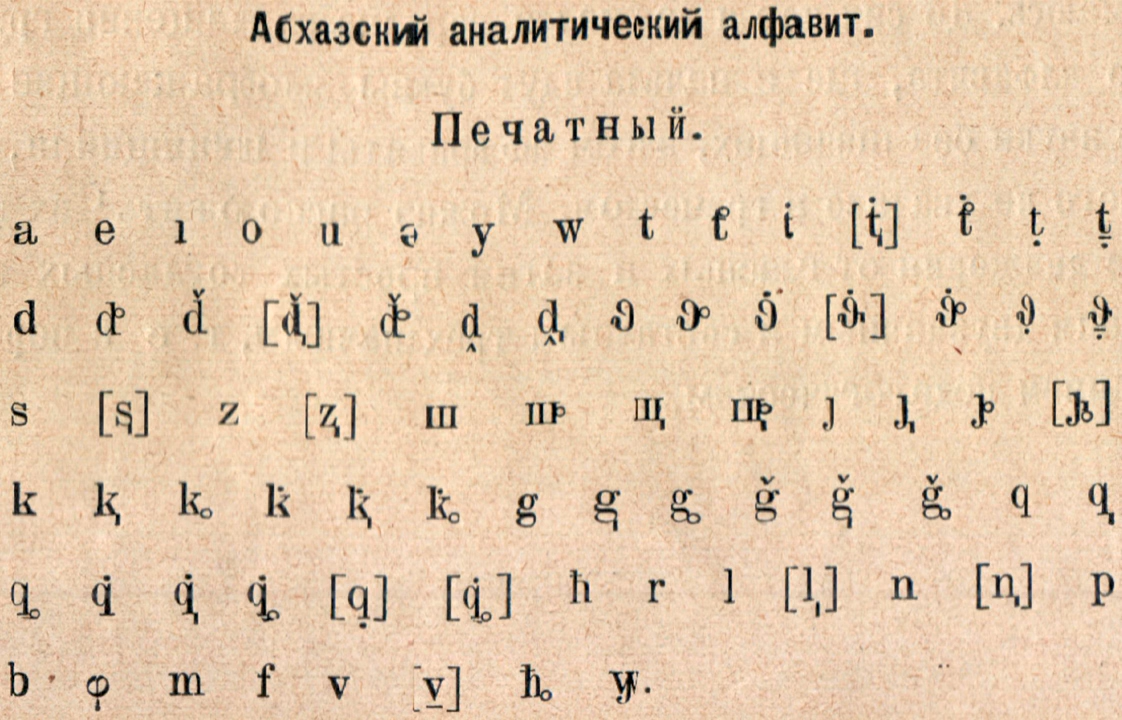 Абхазский аналитический алфавит.
Печатный.
a e ı o u ə y w t ꬲ i̇ [ṫ̢] ṭ ṯ̣
d ď [ď̢] ḓ ḓ̢ ϑ ϑ̇ [ϑ̢̇] ϑ̣ ϑ̱̣
s [s̢] z [z̢] ш щ ȷ ȷ̢
k k̢ k̥ k̇ k̢̇ k̥̇ g g̢ g̥ ǧ ǧ̢ ǧ̥ q q̢
q̥ q̇ q̢̇ q̥̇ [q̣] [q̥̇] ħ r l [l̢] n [n̢] p
b φ m f v [v̱] ħ̥